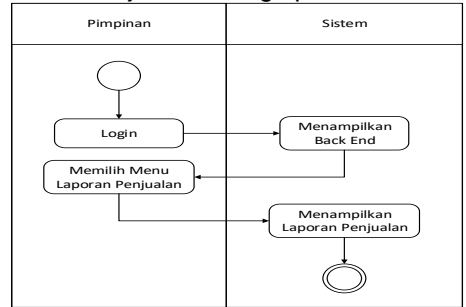 Pimpinan
Sistem
Login
Menampilkan
Back End
Memilih Menu
Laporan Penjualan
Menampilkan
Laporan Penjualan